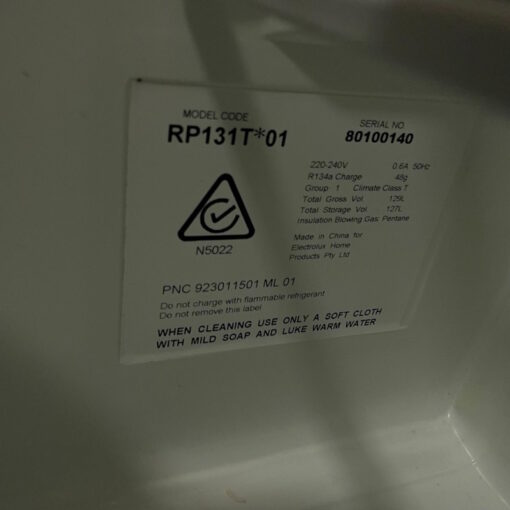 MODEL CODE
RP131T*01
SERIAL NO.
80100140
220-240V 0.6A 50Hz
R134a Charge 48g
Group 1 Climate Class T
Total Gross Vol 129L
Total Storage Vol 127L
Insulation Blowing Gas: Pentane
Made in China for
Electrolux Home
Products Pty Ltd
N5022
PNC 923011501 ML 01
Do not charge with flammable refrigerant
Do not remove this label
WHEN CLEANING USE ONLY A SOFT CLOTH
WITH MILD SOAP AND LUKE WARM WATER